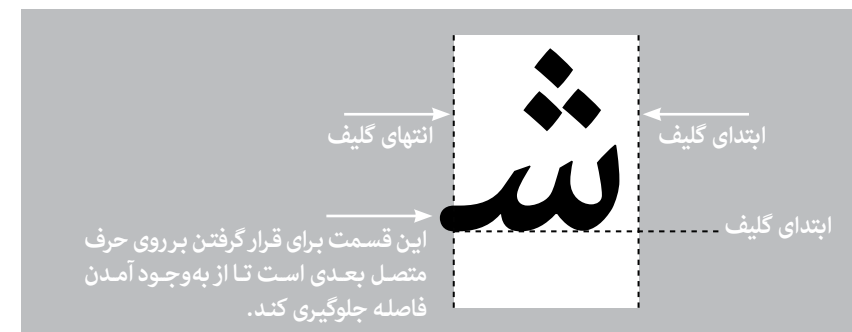 ش
ابتدای گلیف
انتهای گلیف
ابتدای گلیف
این قسمت برای قرار گرفتن بر روی حرف
متصل بعدی است تا از به‌وجود آمدن
فاصله جلوگیری کند.